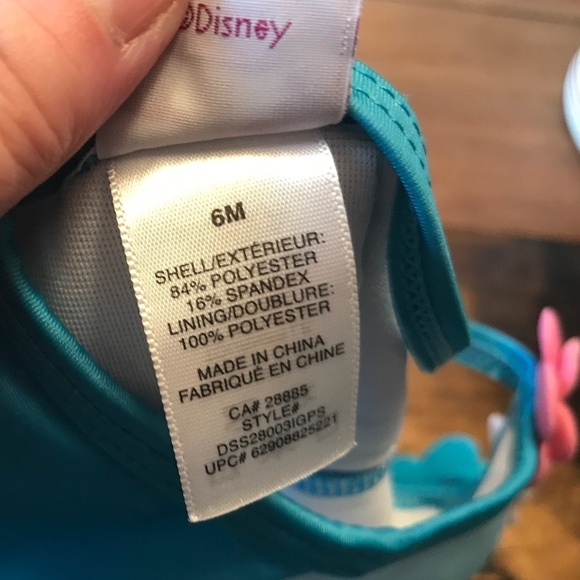 ©Disney
6M
SHELL/EXTÉRIEUR:
84% POLYESTER
16% SPANDEX
LINING/DOUBLURE:
100% POLYESTER
MADE IN CHINA
FABRIQUÉ EN CHINE
CA# 28885
STYLE#
DSS28003IGPS
UPC# 62908825221